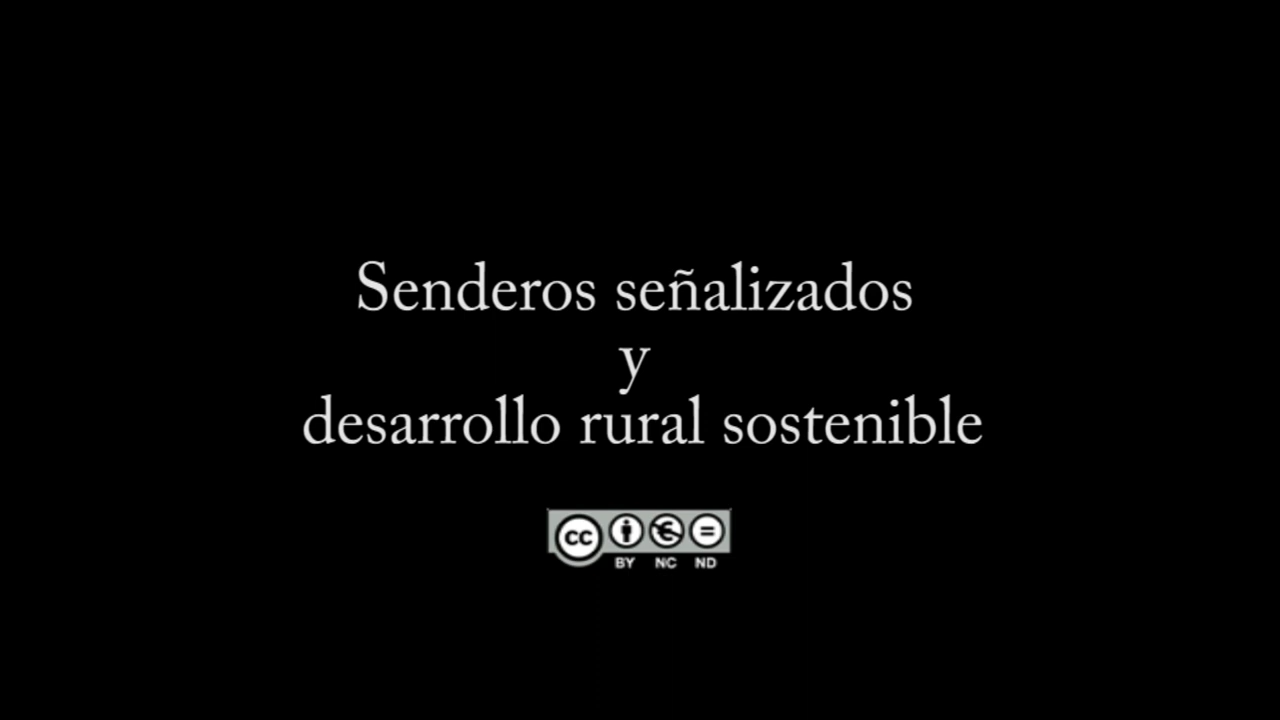 Senderos señalizados
y
desarrollo rural sostenible
cc
BY NC ND